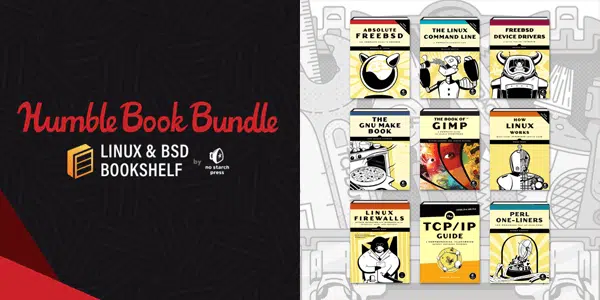 Humble Book Bundle
LINUX & BSD
BOOKSHELF
by
no starch
press
ABSOLUTE
FREEBSD
THE LINUX
COMMAND LINE
FREEBSD
DEVICE DRIVERS
THE
GNU MAKE
BOOK
THE BOOK OF
GIMP
HOW
LINUX
WORKS
LINUX
FIREWALLS
THE
TCP/IP
GUIDE
PERL
ONE-LINERS